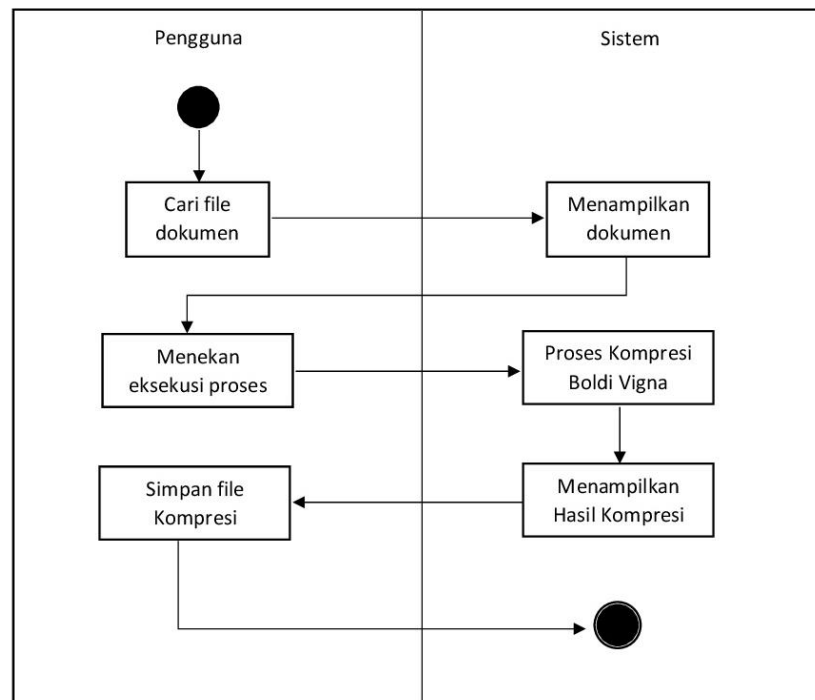 Pengguna
Sistem
Cari file
dokumen
Menampilkan
dokumen
Menekan
eksekusi proses
Proses Kompresi
Boldi Vigna
Menampilkan
Hasil Kompresi
Simpan file
Kompresi